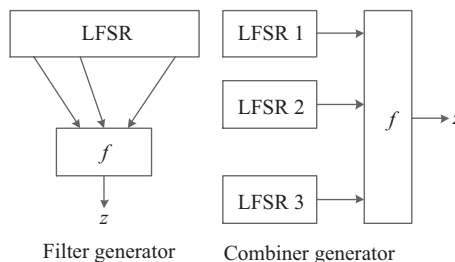 LFSR
f
z
Filter generator
LFSR 1
LFSR 2
LFSR 3
f
z
Combiner generator